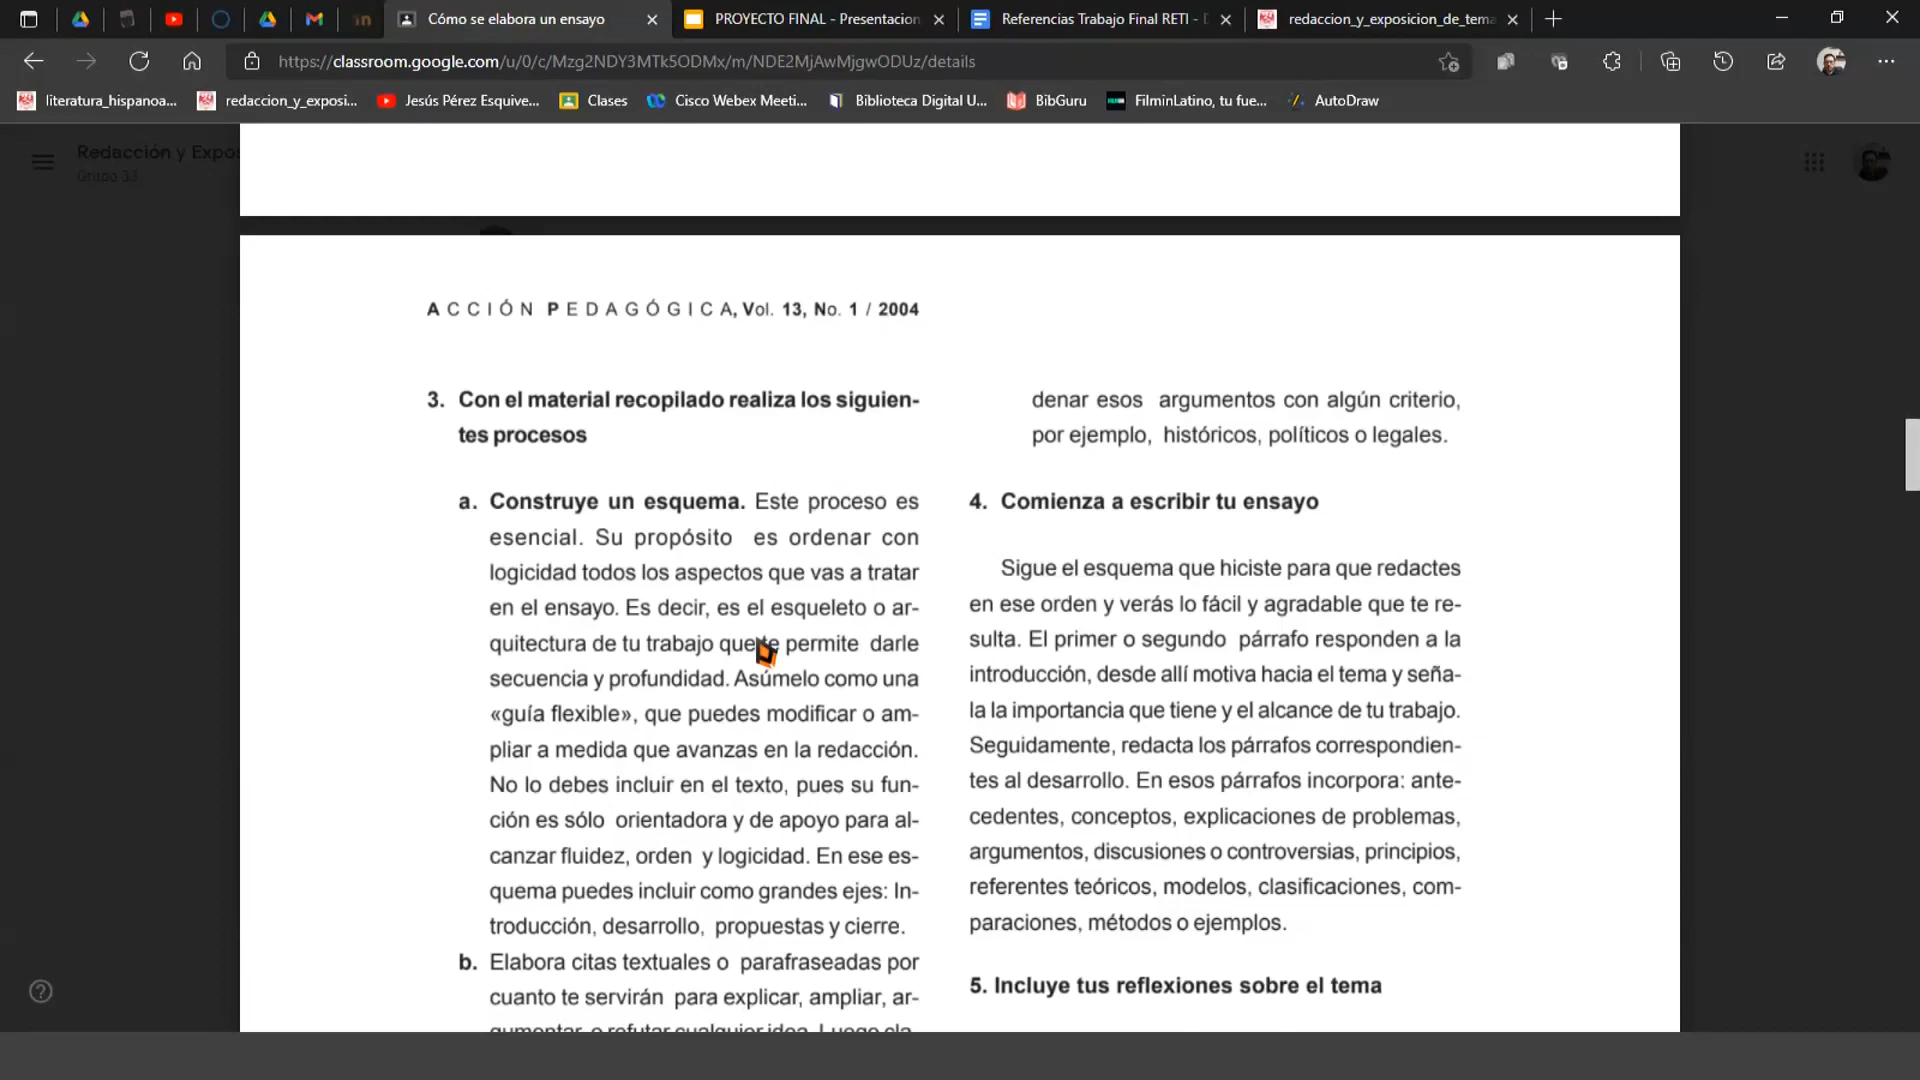 Cómo se elabora un ensayo
PROYECTO FINAL - Presentacion
Referencias Trabajo Final RETI - D
redaccion_y_exposicion_de_tema
https://classroom.google.com/u/0/c/Mzg2NDY3MTk5ODMx/m/NDE2MjAwMjgwODUz/details
literatura_hispanoa...
redaccion_y_exposi...
Jesús Pérez Esquive...
Clases
Cisco Webex Meeti...
Biblioteca Digital U...
BibGuru
FilminLatino, tu fue...
AutoDraw
Redacción y Expos
Grupo 33
ACCIÓN PEDAGÓGICA, Vol. 13, No. 1 / 2004
3. Con el material recopilado realiza los siguien-
tes procesos
a. Construye un esquema. Este proceso es
esencial. Su propósito es ordenar con
logicidad todos los aspectos que vas a tratar
en el ensayo. Es decir, es el esqueleto o ar-
quitectura de tu trabajo que te permite darle
secuencia y profundidad. Asúmelo como una
«guía flexible», que puedes modificar o am-
pliar a medida que avanzas en la redacción.
No lo debes incluir en el texto, pues su fun-
ción es sólo orientadora y de apoyo para al-
canzar fluidez, orden y logicidad. En ese es-
quema puedes incluir como grandes ejes: In-
troducción, desarrollo, propuestas y cierre.
b. Elabora citas textuales o parafraseadas por
cuanto te servirán para explicar, ampliar, ar-
gumentar o refutar cualquier idea. Luego cla-
denar esos argumentos con algún criterio,
por ejemplo, históricos, políticos o legales.
4. Comienza a escribir tu ensayo
Sigue el esquema que hiciste para que redactes
en ese orden y verás lo fácil y agradable que te re-
sulta. El primer o segundo párrafo responden a la
introducción, desde allí motiva hacia el tema y seña-
la la importancia que tiene y el alcance de tu trabajo.
Seguidamente, redacta los párrafos correspondien-
tes al desarrollo. En esos párrafos incorpora: ante-
cedentes, conceptos, explicaciones de problemas,
argumentos, discusiones o controversias, principios,
referentes teóricos, modelos, clasificaciones, com-
paraciones, métodos o ejemplos.
5. Incluye tus reflexiones sobre el tema